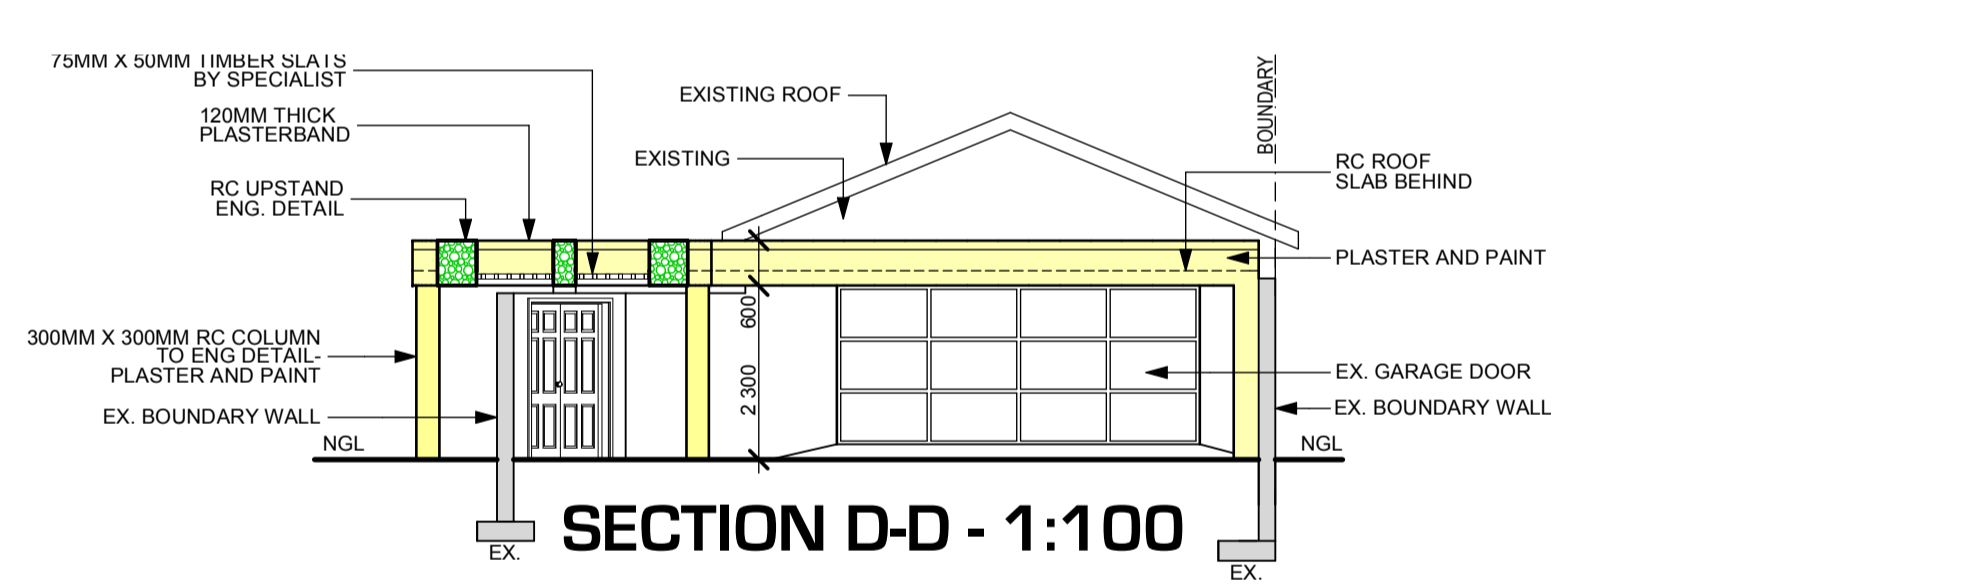 75MM X 50MM TIMBER SLATS
BY SPECIALIST
120MM THICK
PLASTERBAND
RC UPSTAND
ENG. DETAIL
300MM X 300MM RC COLUMN
TO ENG DETAIL-
PLASTER AND PAINT
EX. BOUNDARY WALL
NGL
EXISTING ROOF
EXISTING
600
2 300
BOUNDARY
RC ROOF
SLAB BEHIND
PLASTER AND PAINT
EX. GARAGE DOOR
EX. BOUNDARY WALL
NGL
EX.
SECTION D-D - 1:100
EX.